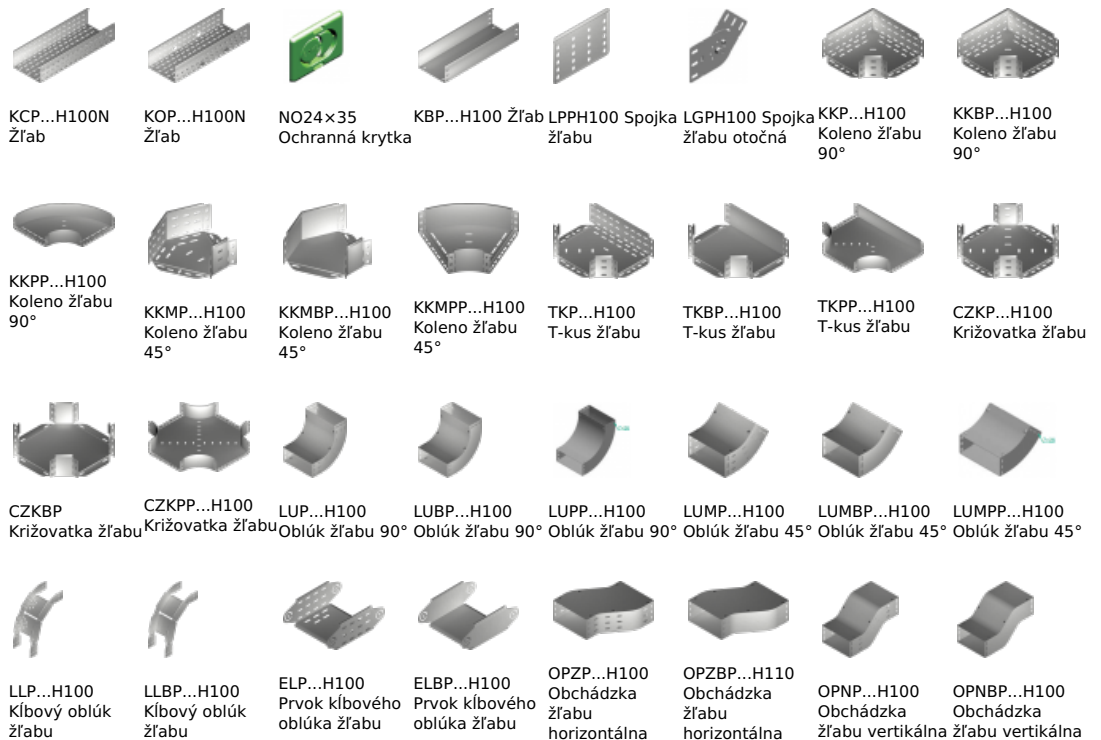 KCP...H100N
Žľab
KOP...H100N
Žľab
NO24×35
Ochranná krytka
KBP...H100 Žľab
LPPH100 Spojka
žľabu
LGPH100 Spojka
žľabu otočná
KKP...H100
Koleno žľabu
90°
KKBP...H100
Koleno žľabu
90°
KKPP...H100
Koleno žľabu
90°
KKMP...H100
Koleno žľabu
45°
KKMBP...H100
Koleno žľabu
45°
KKMPP...H100
Koleno žľabu
45°
TKP...H100
T-kus žľabu
TKBP...H100
T-kus žľabu
TKPP...H100
T-kus žľabu
CZKP...H100
Križovatka žľabu
CZKBP
Križovatka žľabu
CZKPP...H100
Križovatka žľabu
LUP...H100
Oblúk žľabu 90°
LUBP...H100
Oblúk žľabu 90°
LUPP...H100
Oblúk žľabu 90°
LUMP...H100
Oblúk žľabu 45°
LUMBP...H100
Oblúk žľabu 45°
LUMPP...H100
Oblúk žľabu 45°
LLP...H100
Kĺbový oblúk
žľabu
LLBP...H100
Kĺbový oblúk
žľabu
ELP...H100
Prvok kĺbového
oblúka žľabu
ELBP...H100
Prvok kĺbového
oblúka žľabu
OPZP...H100
Obchádzka
žľabu
horizontálna
OPZBP...H110
Obchádzka
žľabu
horizontálna
OPNP...H100
Obchádzka
žľabu vertikálna
OPNBP...H100
Obchádzka
žľabu vertikálna